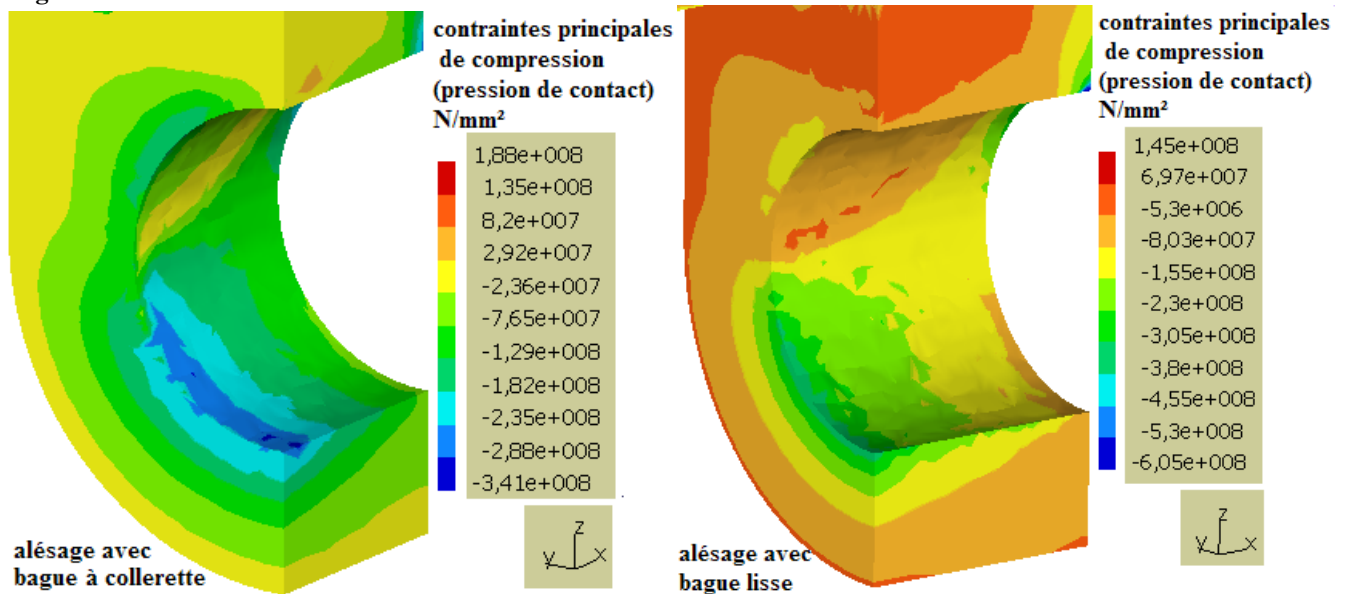 contraintes principales
de compression
(pression de contact)
N/mm²
1,88e+008
1,35e+008
8,2e+007
2,92e+007
-2,36e+007
-7,65e+007
-1,29e+008
-1,82e+008
-2,35e+008
-2,88e+008
-3,41e+008
z
y
x
alésage avec
bague à collerette
contraintes principales
de compression
(pression de contact)
N/mm²
1,45e+008
6,97e+007
-5,3e+006
-8,03e+007
-1,55e+008
-2,3e+008
-3,05e+008
-3,8e+008
-4,55e+008
-5,3e+008
-6,05e+008
z
y
x
alésage avec
bague lisse